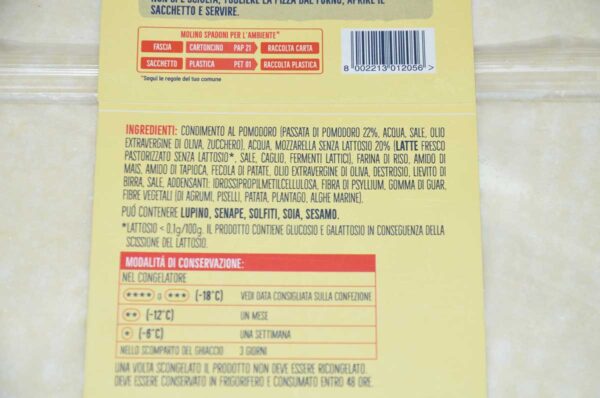 NON SI È SCIOLTA, TOGLIERE LA PIZZA DAL FORNO, APRIRE IL
SACCHETTO E SERVIRE.
MOLINO SPADONI PER L'AMBIENTE*
FASCIA CARTONCINO PAP 21 RACCOLTA CARTA
SACCHETTO PLASTICA PET 01 RACCOLTA PLASTICA
*Segui le regole del tuo comune
8 002213 012056 >
INGREDIENTI: CONDIMENTO AL POMODORO (PASSATA DI POMODORO 22%, ACQUA, SALE, OLIO
EXTRAVERGINE DI OLIVA, ZUCCHERO), ACQUA, MOZZARELLA SENZA LATTOSIO 20% (LATTE FRESCO
PASTORIZZATO SENZA LATTOSIO*, SALE, CAGLIO, FERMENTI LATTICI), FARINA DI RISO, AMIDO DI
MAIS, AMIDO DI TAPIOCA, FECOLA DI PATATE, OLIO EXTRAVERGINE DI OLIVA, DESTROSIO, LIEVITO DI
BIRRA, SALE, ADDENSANTI: IDROSSIPROPILMETILCELLULOSA, FIBRA DI PSYLLIUM, GOMMA DI GUAR,
FIBRE VEGETALI (DI AGRUMI, PISELLI, PATATA, PLANTAGO, ALGHE MARINE).
PUÓ CONTENERE LUPINO, SENAPE, SOLFITI, SOIA, SESAMO.
*LATTOSIO < 0,1g/100g. IL PRODOTTO CONTIENE GLUCOSIO E GALATTOSIO IN CONSEGUENZA DELLA
SCISSIONE DEL LATTOSIO.
MODALITÀ DI CONSERVAZIONE:
NEL CONGELATORE
**** o *** (-18°C) VEDI DATA CONSIGLIATA SULLA CONFEZIONE
** (-12°C) UN MESE
* (-6°C) UNA SETTIMANA
NELLO SCOMPARTO DEL GHIACCIO 3 GIORNI
UNA VOLTA SCONGELATO IL PRODOTTO NON DEVE ESSERE RICONGELATO.
DEVE ESSERE CONSERVATO IN FRIGORIFERO E CONSUMATO ENTRO 48 ORE.